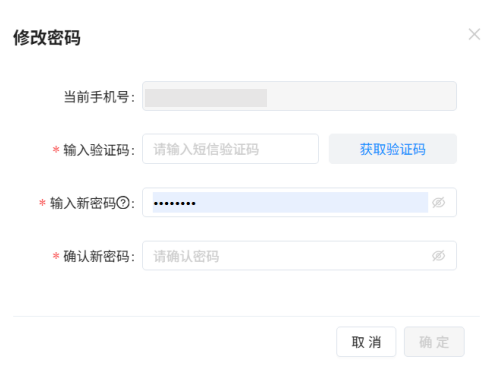 修改密码
当前手机号:
* 输入验证码: 请输入短信验证码 获取验证码
* 输入新密码?: ••••••••
* 确认新密码: 请确认密码
取 消 确 定